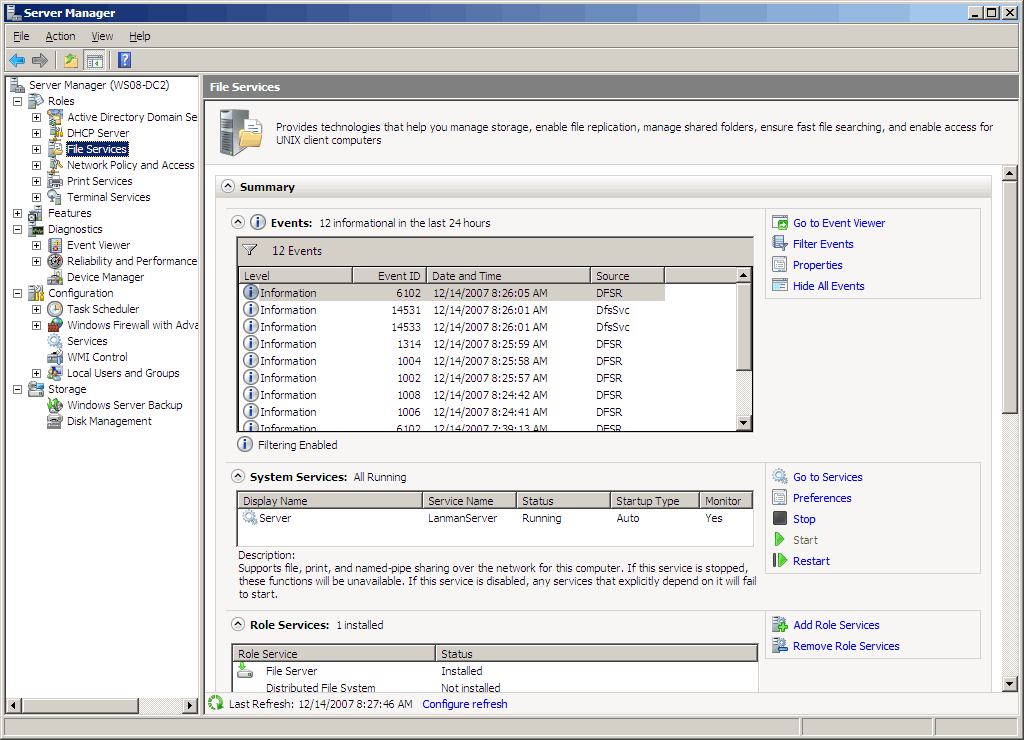 Server Manager
File Action View Help
Server Manager (WS08-DC2)
Roles
Active Directory Domain Se
DHCP Server
File Services
Network Policy and Access
Print Services
Terminal Services
Features
Diagnostics
Event Viewer
Reliability and Performance
Device Manager
Configuration
Task Scheduler
Windows Firewall with Adva
Services
WMI Control
Local Users and Groups
Storage
Windows Server Backup
Disk Management
File Services
Provides technologies that help you manage storage, enable file replication, manage shared folders, ensure fast file searching, and enable access for
UNIX client computers
Summary
Events: 12 informational in the last 24 hours
12 Events
Level Event ID Date and Time Source
Information 6102 12/14/2007 8:26:05 AM DFSR
Information 14531 12/14/2007 8:26:01 AM DfsSvc
Information 14533 12/14/2007 8:26:01 AM DfsSvc
Information 1314 12/14/2007 8:25:59 AM DFSR
Information 1004 12/14/2007 8:25:58 AM DFSR
Information 1002 12/14/2007 8:25:57 AM DFSR
Information 1008 12/14/2007 8:24:42 AM DFSR
Information 1006 12/14/2007 8:24:41 AM DFSR
Information 6102 12/14/2007 7:39:13 AM DFSR
Filtering Enabled
Go to Event Viewer
Filter Events
Properties
Hide All Events
System Services: All Running
Display Name Service Name Status Startup Type Monitor
Server LanmanServer Running Auto Yes
Description:
Supports file, print, and named-pipe sharing over the network for this computer. If this service is stopped,
these functions will be unavailable. If this service is disabled, any services that explicitly depend on it will fail
to start.
Go to Services
Preferences
Stop
Start
Restart
Role Services: 1 installed
Role Service Status
File Server Installed
Distributed File System Not installed
Add Role Services
Remove Role Services
Last Refresh: 12/14/2007 8:27:46 AM Configure refresh